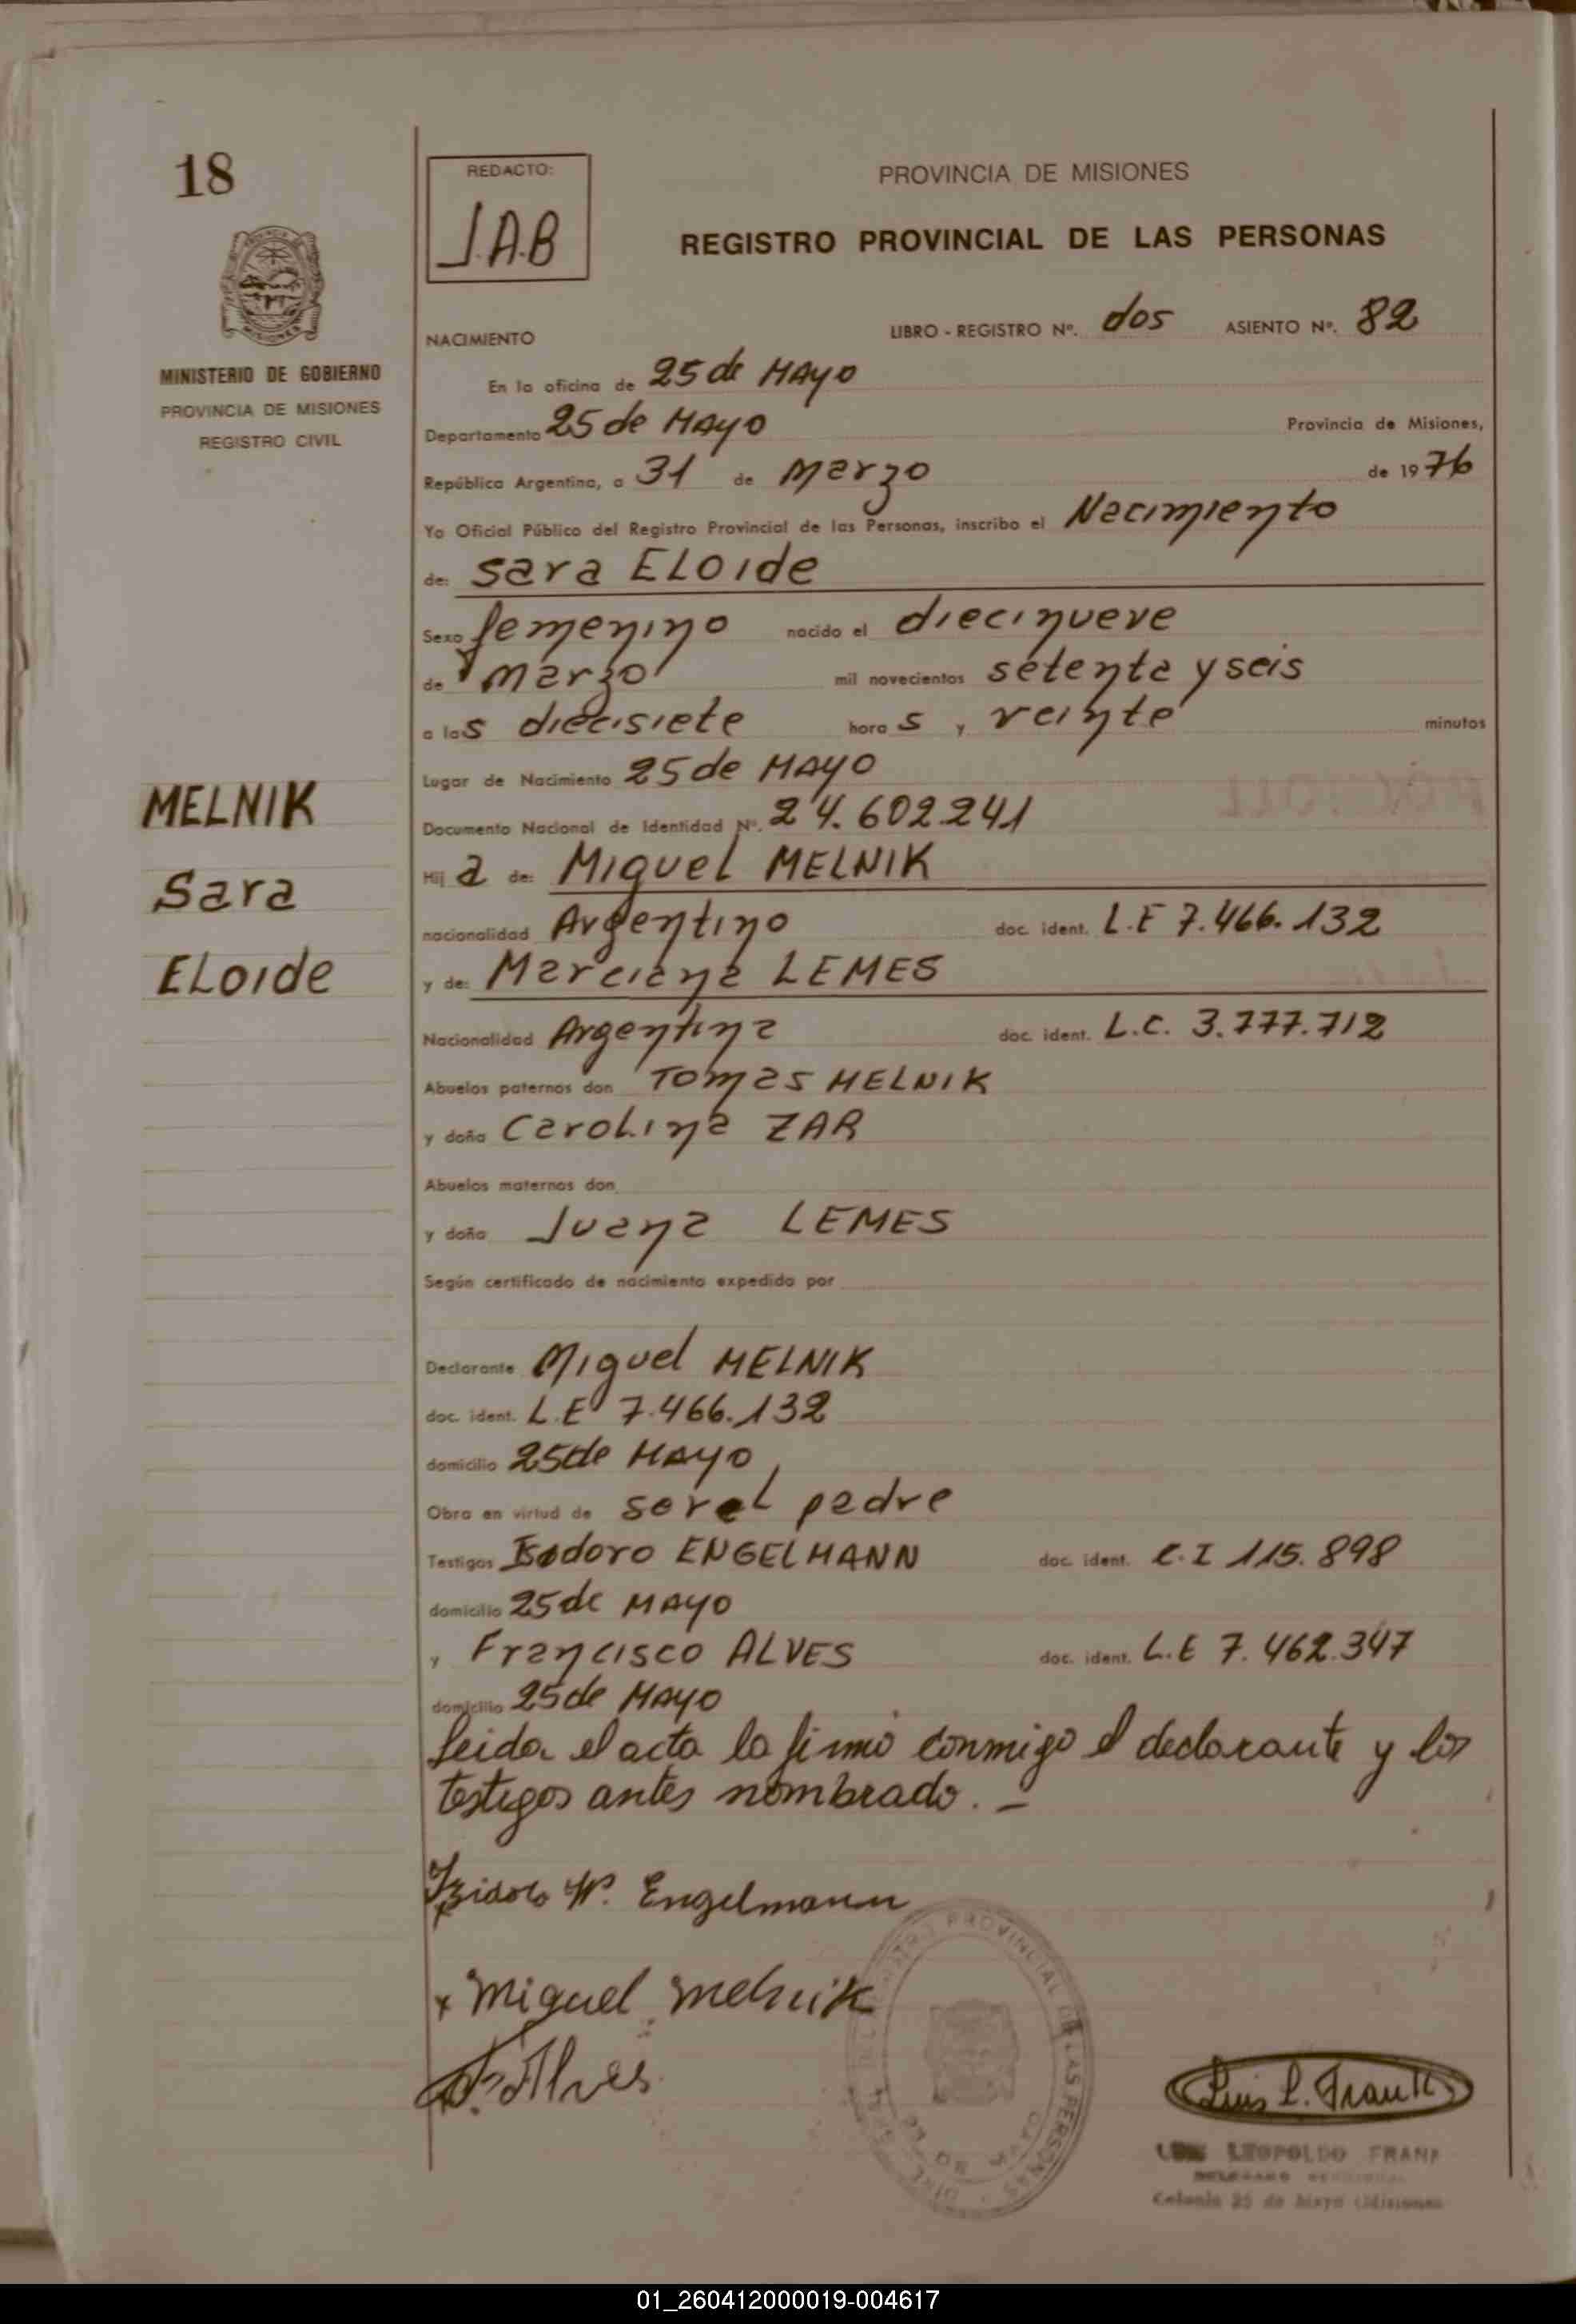 18
REDACTO:
J.A.B
PROVINCIA DE MISIONES
REGISTRO PROVINCIAL DE LAS PERSONAS
MINISTERIO DE GOBIERNO
PROVINCIA DE MISIONES
REGISTRO CIVIL
NACIMIENTO
LIBRO - REGISTRO Nº. dos ASIENTO Nº. 82
En la oficina de 25 de MAYO
Departamento 25 de MAYO Provincia de Misiones,
República Argentina, a 31 de Marzo de 1976
Yo Oficial Público del Registro Provincial de las Personas, inscribo el Nacimiento
de: Sara ELOIde
Sexo femenino nacido el diecinueve
de Marzo mil novecientos setenta y seis
a las diecisiete horas y veinte minutos
Lugar de Nacimiento 25 de MAYO
Documento Nacional de Identidad Nº. 24.602.241
Hija de: Miguel MELNIK
nacionalidad Argentino doc. ident. L.E 7.466.132
y de: Marciana LEMES
Nacionalidad Argentina doc. ident. L.C. 3.777.712
Abuelos paternos don Tomas MELNIK
y doña Carolina ZAR
Abuelos maternos don
y doña Juana LEMES
Según certificado de nacimiento expedido por
MELNIK
Sara
ELOIde
Declarante Miguel MELNIK
doc. ident. L.E 7.466.132
domicilio 25 de MAYO
Obra en virtud de ser el padre
Testigos Isodoro ENGELMANN doc. ident. C.I 115.898
domicilio 25 de MAYO
y Francisco ALVES doc. ident. L.E 7.462.347
domicilio 25 de MAYO
Leida el acta la firmó conmigo el declarante y los
testigos antes nombrado. -
Izidoro W. Engelmann
x Miguel Melnik
F. Alves
Luis L. Frank
LUIS LEOPOLDO FRANK
Colonia 25 de Mayo (Misiones
01_260412000019-004617